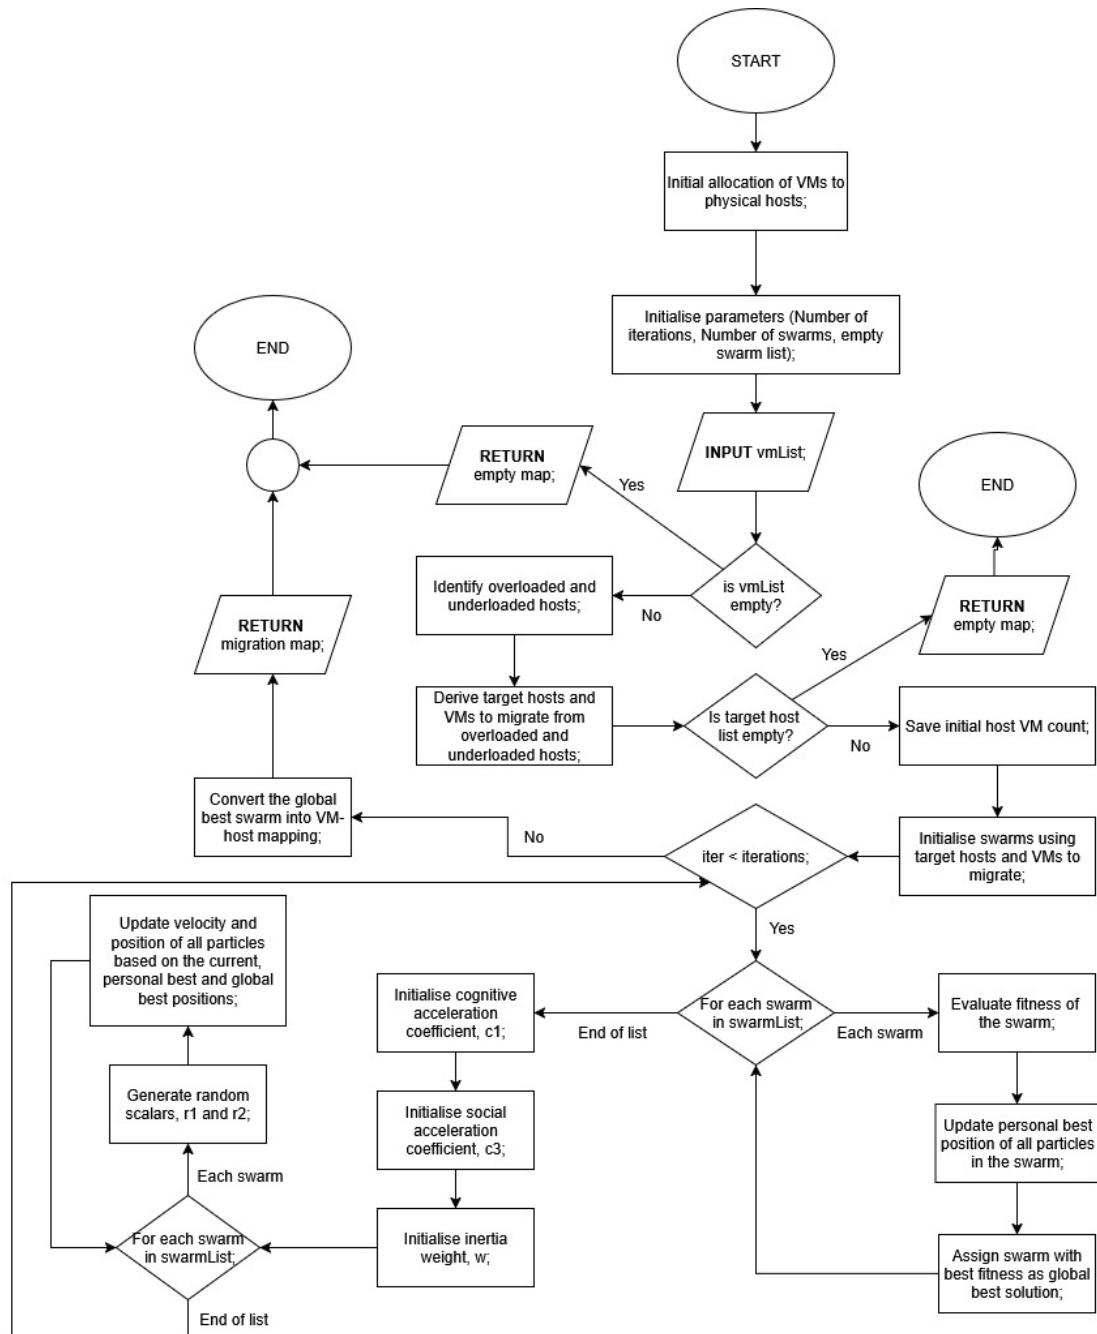 START
Initial allocation of VMs to
physical hosts;
Initialise parameters (Number of
iterations, Number of swarms, empty
swarm list);
END
INPUT vmList;
RETURN
empty map;
Yes
END
is vmList
empty?
No
Identify overloaded and
underloaded hosts;
RETURN
empty map;
RETURN
migration map;
Yes
Derive target hosts and
VMs to migrate from
overloaded and
underloaded hosts;
Is target host
list empty?
No
Save initial host VM count;
Convert the global
best swarm into VM-
host mapping;
No
iter < iterations;
Initialise swarms using
target hosts and VMs to
migrate;
Yes
Update velocity and
position of all particles
based on the current,
personal best and global
best positions;
Initialise cognitive
acceleration
coefficient, c1;
End of list
For each swarm
in swarmList;
Each swarm
Evaluate fitness of
the swarm;
Generate random
scalars, r1 and r2;
Initialise social
acceleration
coefficient, c3;
Update personal best
position of all particles
in the swarm;
Each swarm
For each swarm
in swarmList;
Initialise inertia
weight, w;
Assign swarm with
best fitness as global
best solution;
End of list